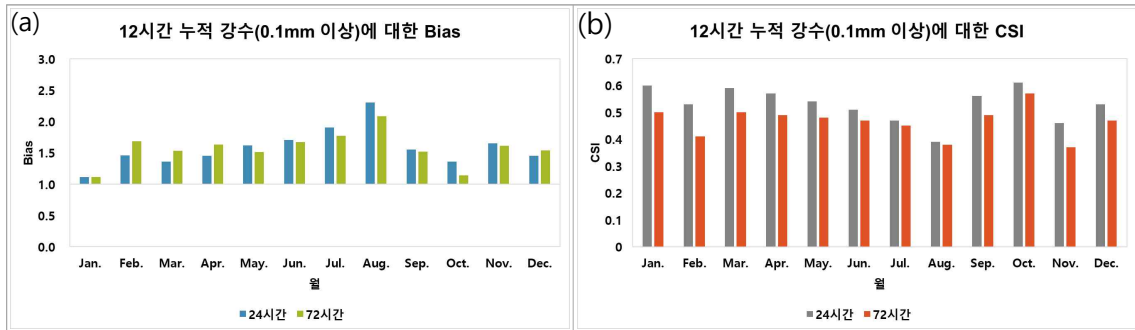 (a)
12시간 누적 강수(0.1mm 이상)에 대한 Bias
3.0
2.5
2.0
1.5
1.0
0.5
0.0
Bias
Jan. Feb. Mar. Apr. May. Jun. Jul. Aug. Sep. Oct. Nov. Dec.
월
24시간 72시간
(b)
12시간 누적 강수(0.1mm 이상)에 대한 CSI
0.7
0.6
0.5
0.4
0.3
0.2
0.1
0
CSI
Jan. Feb. Mar. Apr. May. Jun. Jul. Aug. Sep. Oct. Nov. Dec.
월
24시간 72시간